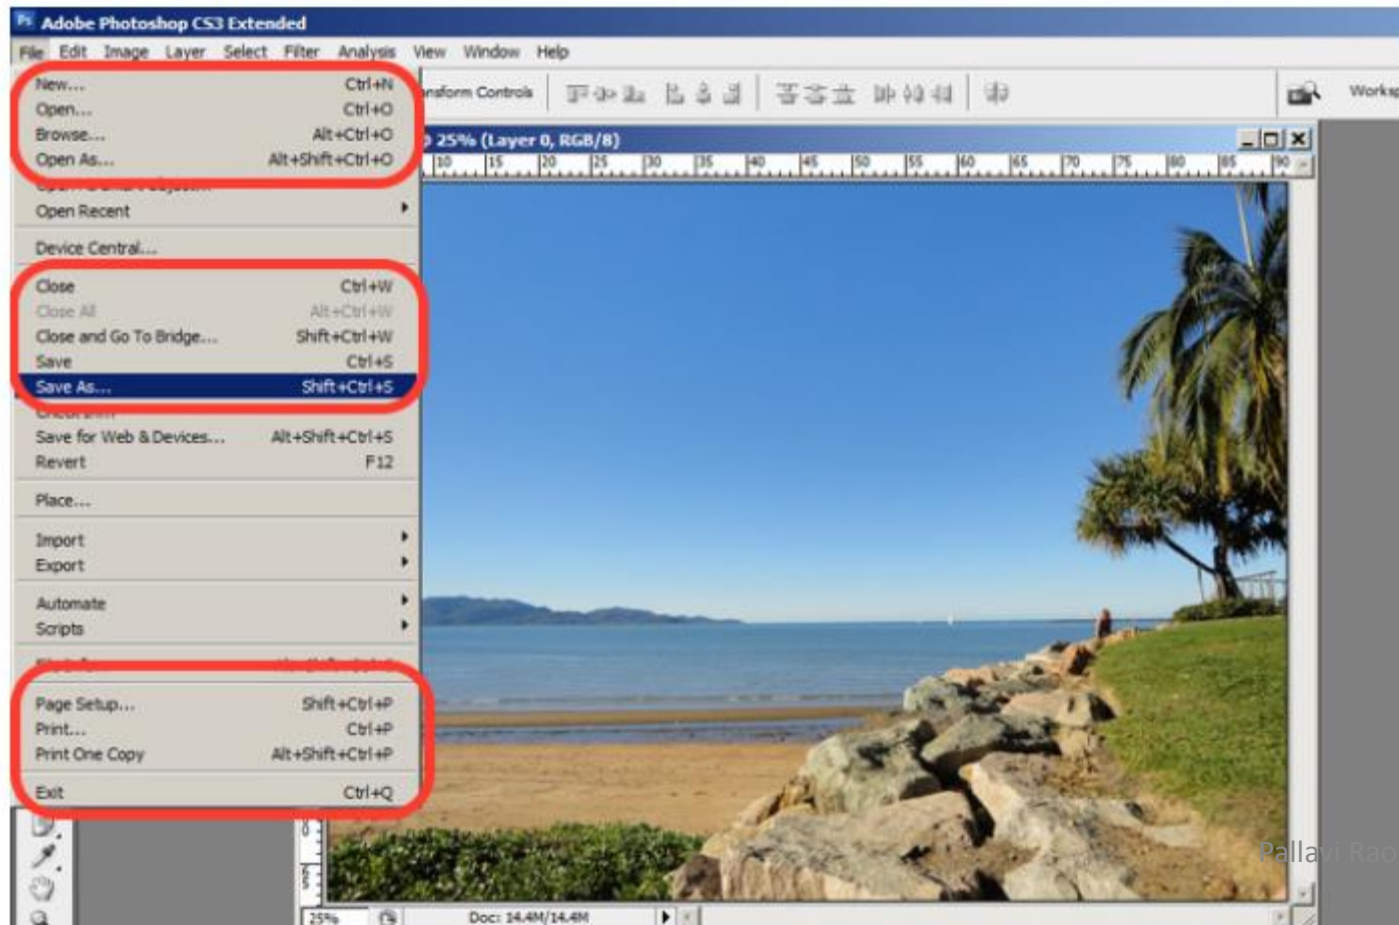 Ps Adobe Photoshop CS3 Extended
File Edit Image Layer Select Filter Analysis View Window Help
New... Ctrl+N
Open... Ctrl+O
Browse... Alt+Ctrl+O
Open As... Alt+Shift+Ctrl+O
Open Recent
Device Central...
Close Ctrl+W
Close All Alt+Ctrl+W
Close and Go To Bridge... Shift+Ctrl+W
Save Ctrl+S
Save As... Shift+Ctrl+S
Save for Web & Devices... Alt+Shift+Ctrl+S
Revert F12
Place...
Import
Export
Automate
Scripts
Page Setup... Shift+Ctrl+P
Print... Ctrl+P
Print One Copy Alt+Shift+Ctrl+P
Exit Ctrl+Q
Controls
Worksp
25% (Layer 0, RGB/8)
10 15 20 25 30 35 40 45 50 55 60 65 70 75 80 85 90
Pallavi Rao
25% Doc: 14.4M/14.4M